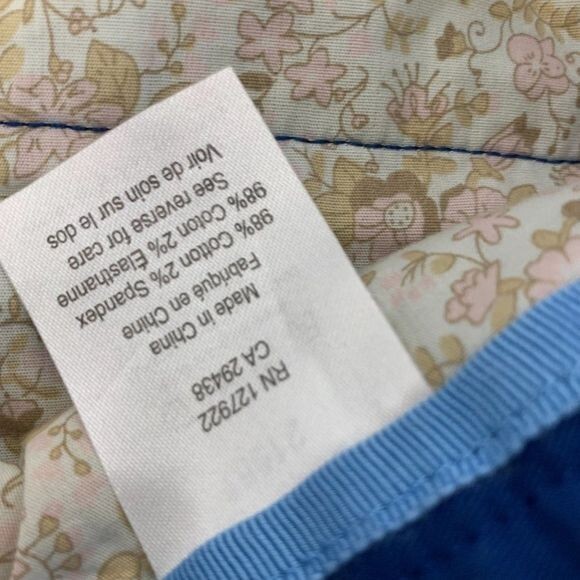 RN 127922
CA 29438
Made in China
Fabriqué en Chine
98% Cotton 2% Spandex
98% Coton 2% Élasthanne
See reverse for care
Voir de soin sur le dos